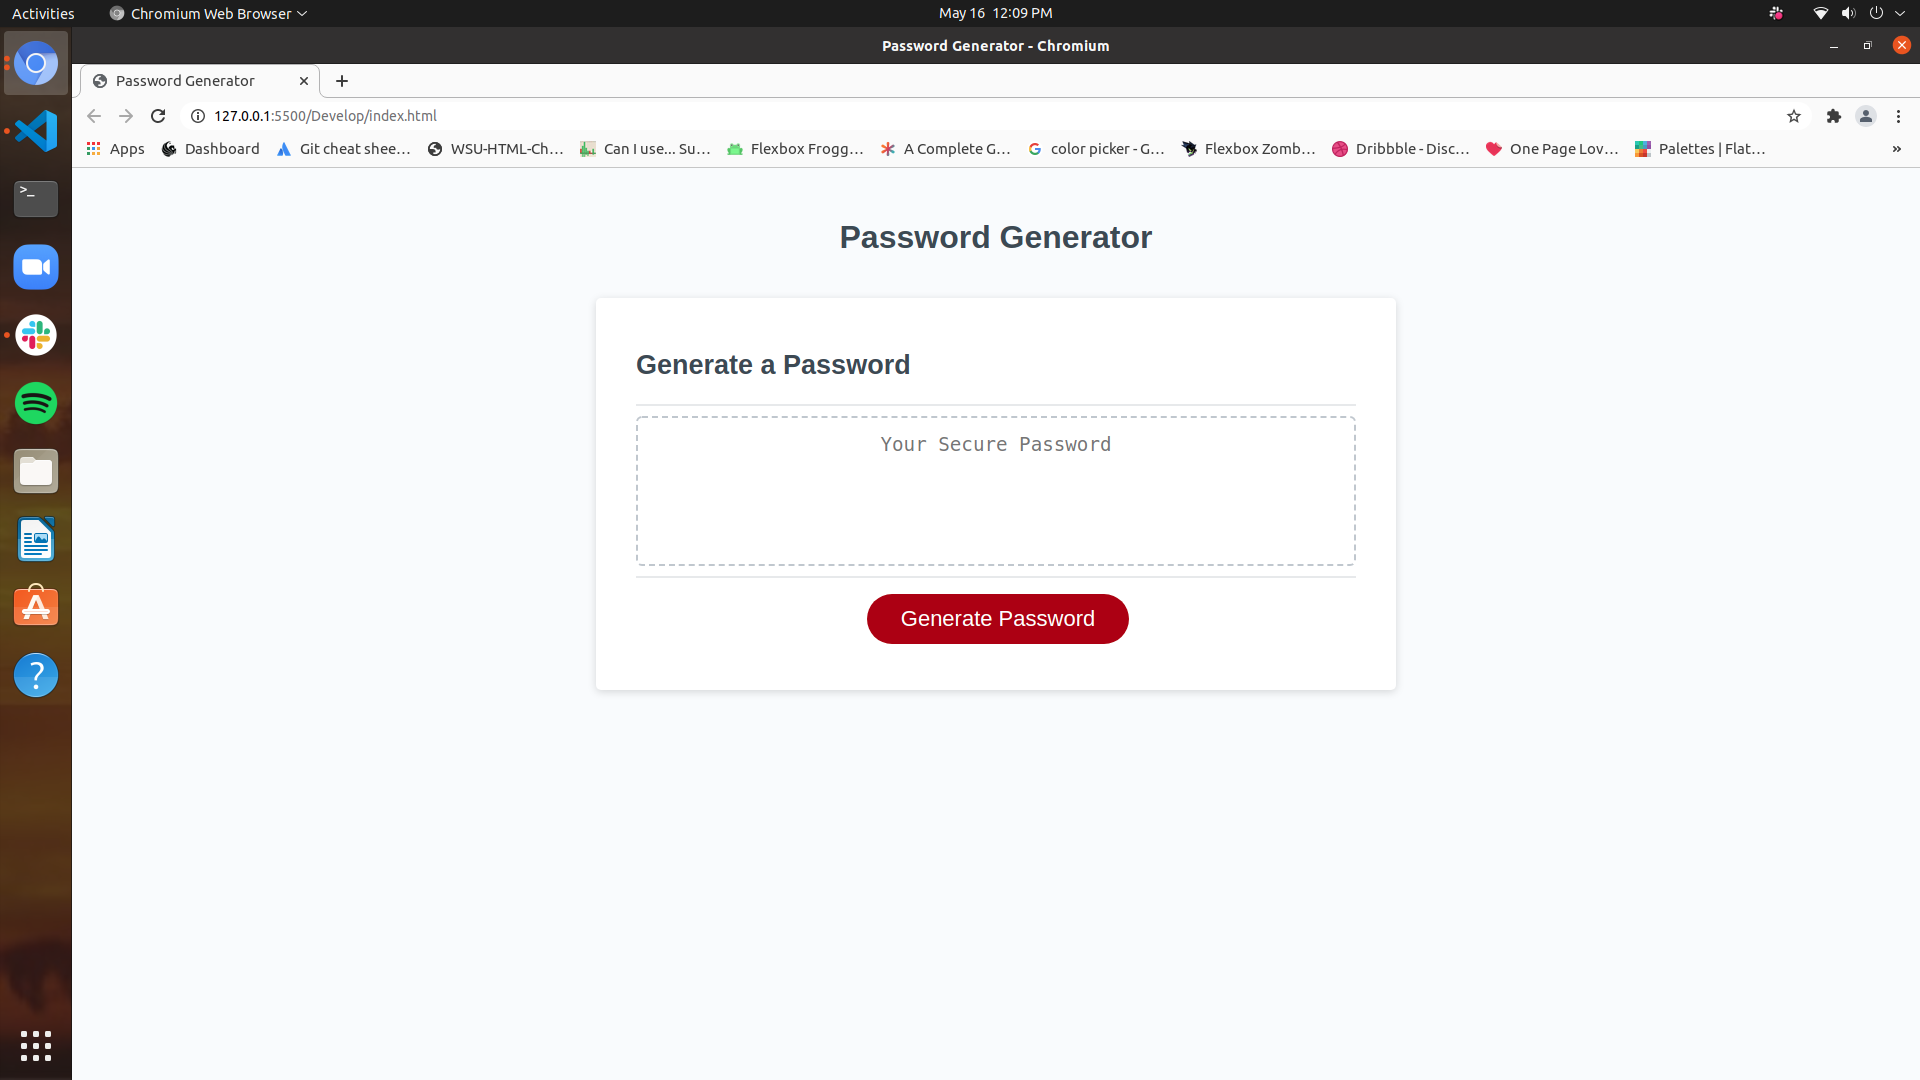 Activities
Chromium Web Browser
May 16 12:09 PM
Password Generator - Chromium
Password Generator
127.0.0.1:5500/Develop/index.html
Apps
Dashboard
Git cheat shee...
WSU-HTML-Ch...
Can I use... Su...
Flexbox Frogg...
A Complete G...
color picker - G...
Flexbox Zomb...
Dribbble - Disc...
One Page Lov...
Palettes | Flat...
»
Password Generator
Generate a Password
Your Secure Password
Generate Password
>_
?